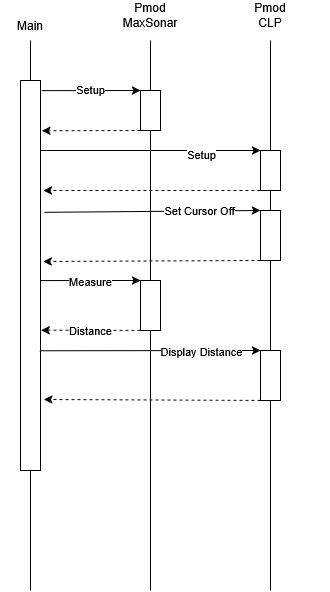 Main
Pmod
MaxSonar
Pmod
CLP
Setup
Setup
Set Cursor Off
Measure
Distance
Display Distance